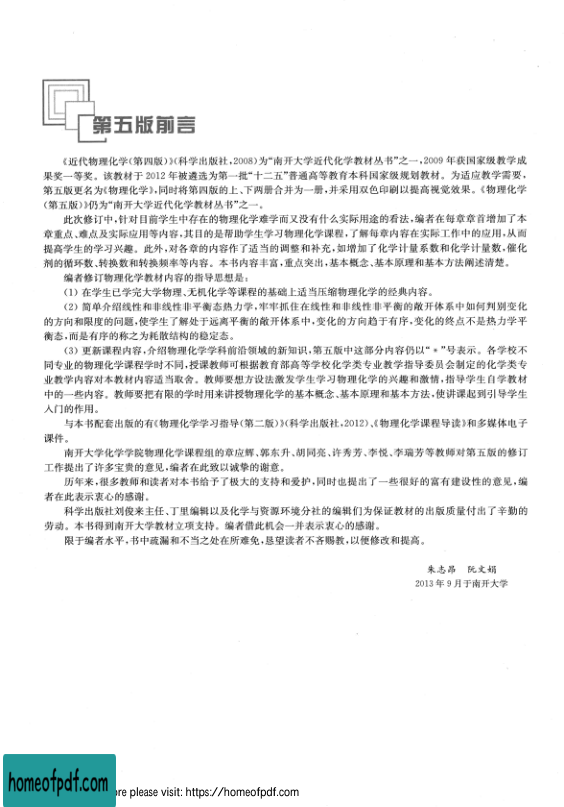 第五版前言
《近代物理化学(第四版)》(科学出版社,2008)为“南开大学近代化学教材丛书”之一,2009 年获国家级教学成
果奖一等奖。该教材于 2012 年被遴选为第一批“十二五”普通高等教育本科国家级规划教材。为适应教学需要,
第五版更名为《物理化学》,同时将第四版的上、下两册合并为一册,并采用双色印刷以提高视觉效果。《物理化学
(第五版)》仍为“南开大学近代化学教材丛书”之一。
此次修订中,针对目前学生中存在的物理化学难学而又没有什么实际用途的看法,编者在每章章首增加了本
章重点、难点及实际应用等内容,其目的是帮助学生学习物理化学课程,了解每章内容在实际工作中的应用,从而
提高学生的学习兴趣。此外,对各章的内容作了适当的调整和补充,如增加了化学计量系数和化学计量数,催化
剂的循环数、转换数和转换频率等内容。本书内容丰富,重点突出,基本概念、基本原理和基本方法阐述清楚。
编者修订物理化学教材内容的指导思想是:
(1) 在学生已学完大学物理、无机化学等课程的基础上适当压缩物理化学的经典内容。
(2) 简单介绍线性和非线性非平衡态热力学,牢牢抓住在线性和非线性非平衡的敞开体系中如何判别变化
的方向和限度的问题,使学生了解处于远离平衡的敞开体系中,变化的方向趋于有序,变化的终点不是热力学平
衡态,而是有序的称之为耗散结构的稳定态。
(3) 更新课程内容,介绍物理化学学科前沿领域的新知识,第五版中这部分内容仍以“*”号表示。各学校不
同专业的物理化学课程学时不同,授课教师可根据教育部高等学校化学类专业教学指导委员会制定的化学类专
业教学内容对本教材内容适当取舍。教师要想方设法激发学生学习物理化学的兴趣和激情,指导学生自学教材
中的一些内容。教师要把有限的学时用来讲授物理化学的基本概念、基本原理和基本方法,使讲课起到引导学生
入门的作用。
与本书配套出版的有《物理化学学习指导(第二版)》(科学出版社,2012)、《物理化学课程导读》和多媒体电子
课件。
南开大学化学学院物理化学课程组的章应辉、郭东升、胡同亮、许秀芳、李悦、李瑞芳等教师对第五版的修订
工作提出了许多宝贵的意见,编者在此致以诚挚的谢意。
历年来,很多教师和读者对本书给予了极大的支持和爱护,同时也提出了一些很好的富有建设性的意见,编
者在此表示衷心的感谢。
科学出版社刘俊来主任、丁里编辑以及化学与资源环境分社的编辑们为保证教材的出版质量付出了辛勤的
劳动。本书得到南开大学教材立项支持。编者借此机会一并表示衷心的感谢。
限于编者水平,书中疏漏和不当之处在所难免,恳望读者不吝赐教,以便修改和提高。
朱志昂 阮文娟
2013 年 9 月于南开大学
homeofpdf.com
re please visit: https://homeofpdf.com